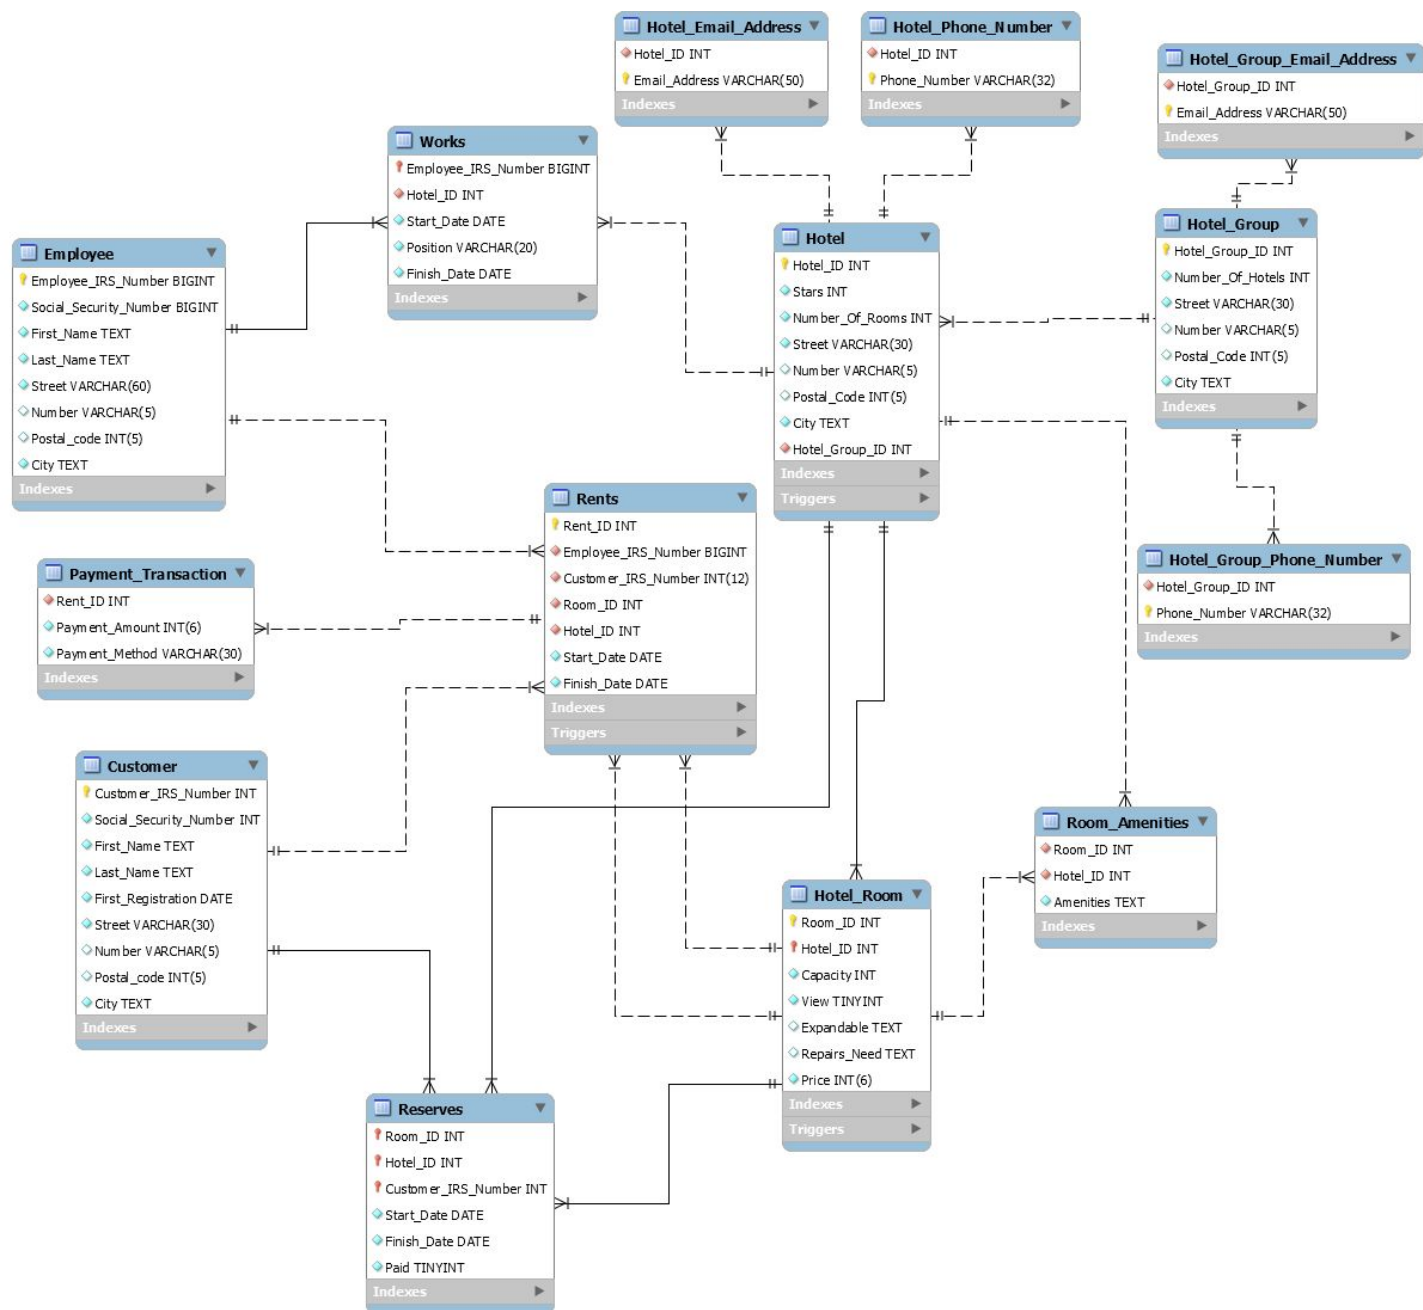 Hotel_Email_Address
Hotel_ID INT
Email_Address VARCHAR(50)
Indexes
Hotel_Phone_Number
Hotel_ID INT
Phone_Number VARCHAR(32)
Indexes
Hotel_Group_Email_Address
Hotel_Group_ID INT
Email_Address VARCHAR(50)
Indexes
Works
Employee_IRS_Number BIGINT
Hotel_ID INT
Start_Date DATE
Position VARCHAR(20)
Finish_Date DATE
Indexes
Employee
Employee_IRS_Number BIGINT
Social_Security_Number BIGINT
First_Name TEXT
Last_Name TEXT
Street VARCHAR(60)
Number VARCHAR(5)
Postal_code INT(5)
City TEXT
Indexes
Hotel
Hotel_ID INT
Stars INT
Number_Of_Rooms INT
Street VARCHAR(30)
Number VARCHAR(5)
Postal_Code INT(5)
City TEXT
Hotel_Group_ID INT
Indexes
Triggers
Hotel_Group
Hotel_Group_ID INT
Number_Of_Hotels INT
Street VARCHAR(30)
Number VARCHAR(5)
Postal_Code INT(5)
City TEXT
Indexes
Rents
Rent_ID INT
Employee_IRS_Number BIGINT
Customer_IRS_Number INT(12)
Room_ID INT
Hotel_ID INT
Start_Date DATE
Finish_Date DATE
Indexes
Triggers
Payment_Transaction
Rent_ID INT
Payment_Amount INT(6)
Payment_Method VARCHAR(30)
Indexes
Hotel_Group_Phone_Number
Hotel_Group_ID INT
Phone_Number VARCHAR(32)
Indexes
Customer
Customer_IRS_Number INT
Social_Security_Number INT
First_Name TEXT
Last_Name TEXT
First_Registration DATE
Street VARCHAR(30)
Number VARCHAR(5)
Postal_code INT(5)
City TEXT
Indexes
Room_Amenities
Room_ID INT
Hotel_ID INT
Amenities TEXT
Indexes
Hotel_Room
Room_ID INT
Hotel_ID INT
Capacity INT
View TINYINT
Expandable TEXT
Repairs_Need TEXT
Price INT(6)
Indexes
Triggers
Reserves
Room_ID INT
Hotel_ID INT
Customer_IRS_Number INT
Start_Date DATE
Finish_Date DATE
Paid TINYINT
Indexes